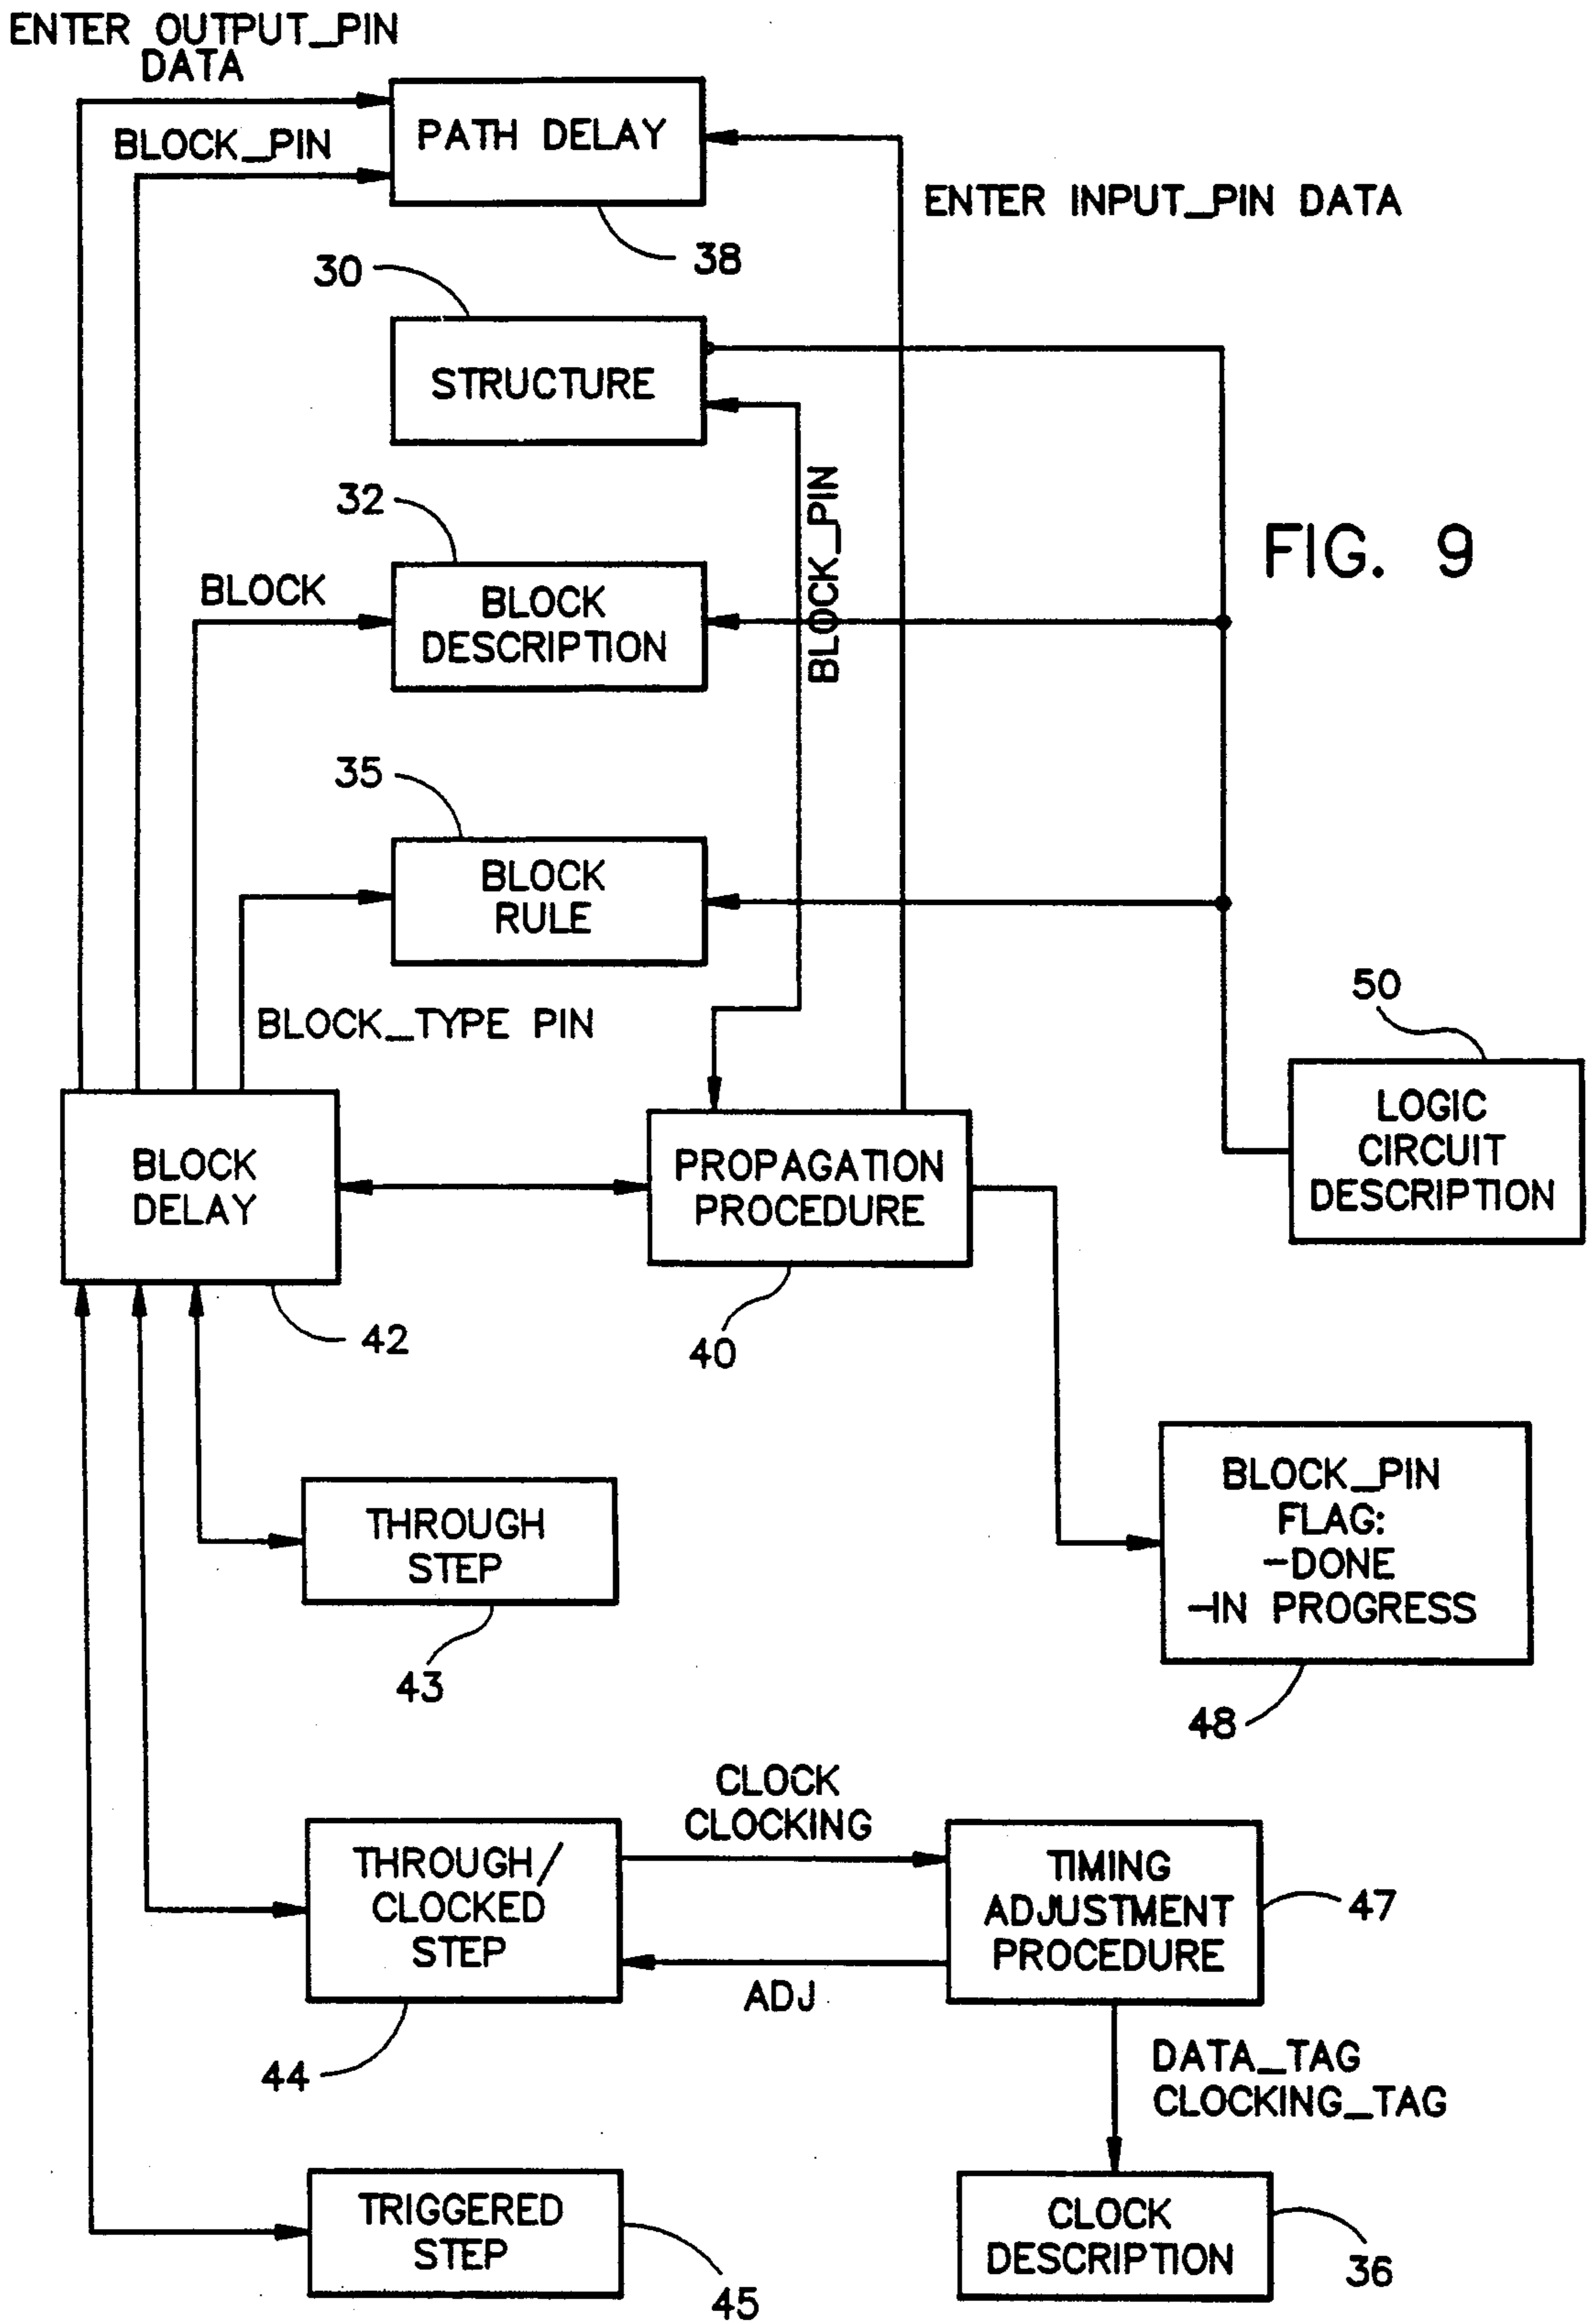 ENTER OUTPUT_PIN
DATA
PATH DELAY
BLOCK_PIN
ENTER INPUT_PIN DATA
38
30
STRUCTURE
BLOCK_PIN
32
FIG. 9
BLOCK
BLOCK
DESCRIPTION
35
BLOCK
RULE
BLOCK_TYPE PIN
50
LOGIC
CIRCUIT
DESCRIPTION
BLOCK
DELAY
PROPAGATION
PROCEDURE
42
40
BLOCK_PIN
FLAG:
-DONE
-IN PROGRESS
THROUGH
STEP
43
48
CLOCK
CLOCKING
THROUGH/
CLOCKED
STEP
TIMING
ADJUSTMENT
PROCEDURE
47
ADJ
44
DATA_TAG
CLOCKING_TAG
TRIGGERED
STEP
CLOCK
DESCRIPTION
36
45